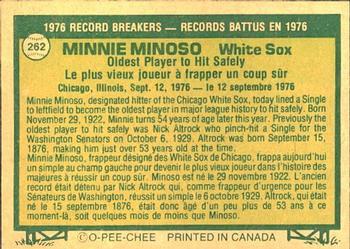 1976 RECORD BREAKERS — RECORDS BATTUS EN 1976
262
MINNIE MINOSO White Sox
Oldest Player to Hit Safely
Le plus vieux joueur à frapper un coup sûr
Chicago, Illinois, Sept. 12, 1976 — le 12 septembre 1976
Minnie Minoso, designated hitter of the Chicago White Sox, today lined a Single
to leftfield to become the oldest player in major league history to hit safely. Born
November 29, 1922, Minnie turns 54 years of age later this year. Previously the
oldest player to hit safely was Nick Altrock who pinch-hit a Single for the
Washington Senators on October 6, 1929. Altrock was born September 15,
1876, making him just over 53 at the time.
Minnie Minoso, frappeur désigné des White Sox de Chicago, frappa aujourd'hui
un simple au champ gauche pour devenir le plus vieux joueur dans l'histoire des
majeures à réussir un coup sûr. Minoso est né le 29 novembre 1922. L'ancien
record était détenu par Nick Altrock qui, comme frappeur d'urgence pour les
Sénateurs de Washington, réussit un simple le 6 octobre, 1929. Altrock, qui était
né le 15 septembre 1876, était donc âgé d'un peu plus de 53 ans à ce
moment-là, soit quelques mois de moins que Minoso.
©O-PEE-CHEE PRINTED IN CANADA